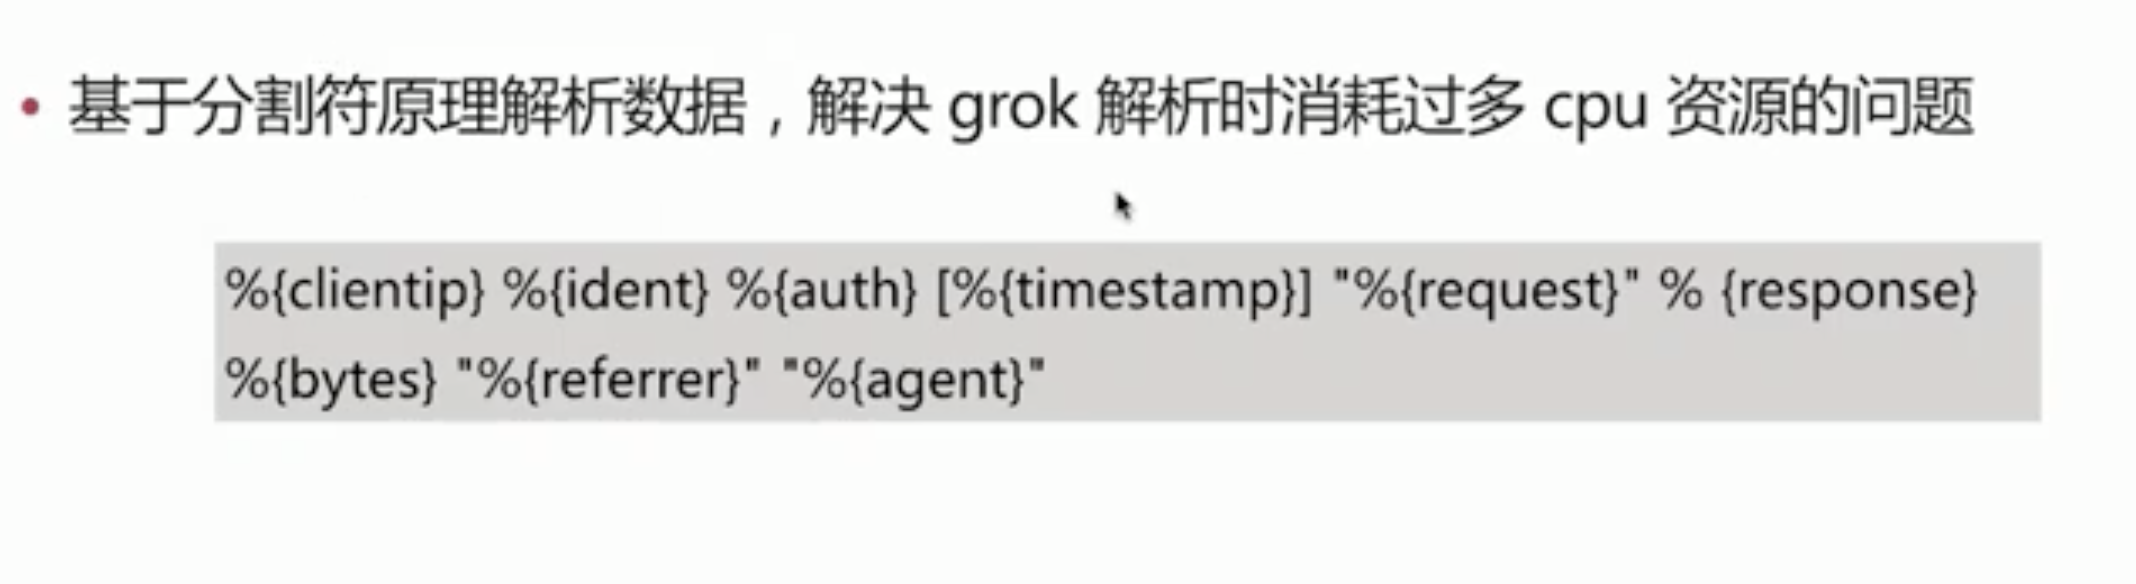 • 基于分割符原理解析数据，解决 grok 解析时消耗过多 cpu 资源的问题
%{clientip} %{ident} %{auth} [%{timestamp}] "%{request}" % {response}
%{bytes} "%{referrer}" "%{agent}"